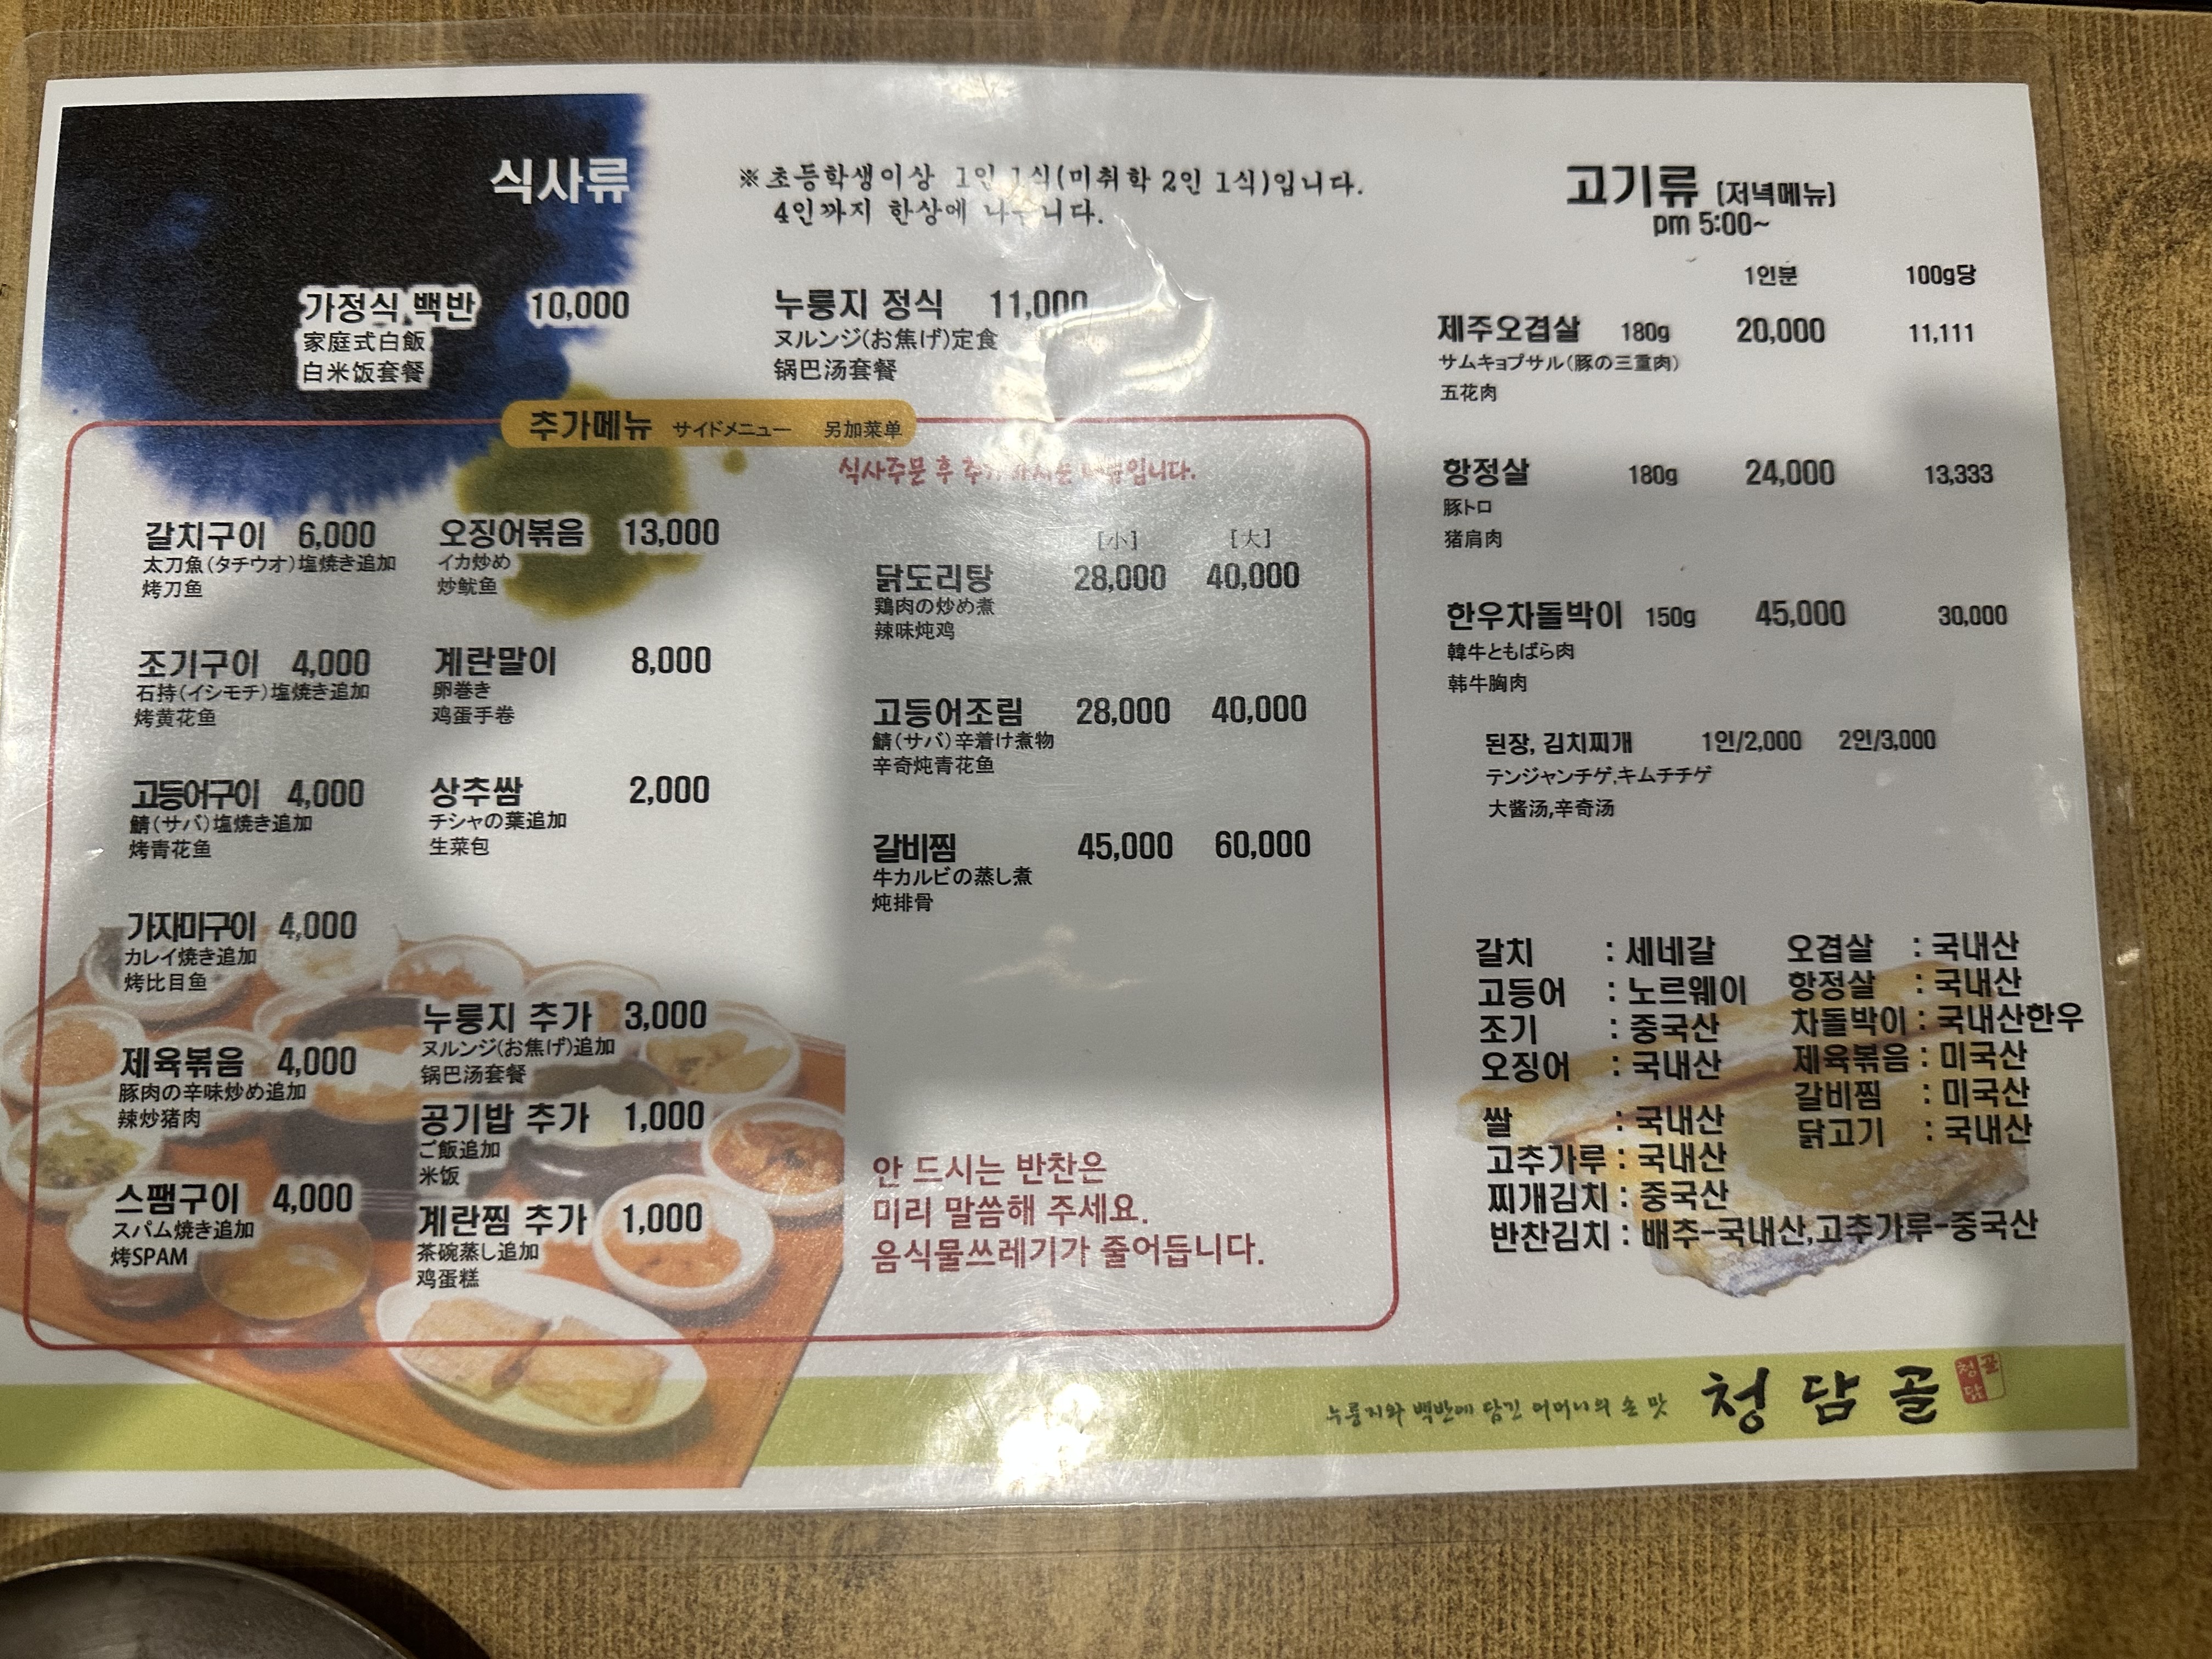 식사류
※초등학생이상 1인 1식(미취학 2인 1식)입니다.
4인까지 한상에 나옵니다.
가정식 백반 10,000
家庭式白飯
白米饭套餐
누룽지 정식 11,000
ヌルンジ(お焦げ)定食
锅巴汤套餐
추가메뉴 サイドメニュー 另加菜单
식사주문 후
갈치구이 6,000
太刀魚(タチウオ)塩焼き追加
烤刀鱼
조기구이 4,000
石持(イシモチ)塩焼き追加
烤黄花鱼
고등어구이 4,000
鯖(サバ)塩焼き追加
烤青花鱼
가자미구이 4,000
カレイ焼き追加
烤比目鱼
제육볶음 4,000
豚肉の辛味炒め追加
辣炒猪肉
스팸구이 4,000
スパム焼き追加
烤SPAM
오징어볶음 13,000
イカ炒め
炒鱿鱼
계란말이 8,000
卵巻き
鸡蛋手卷
상추쌈 2,000
チシャの葉追加
生菜包
누룽지 추가 3,000
ヌルンジ(お焦げ)追加
锅巴汤套餐
공기밥 추가 1,000
ご飯追加
米饭
계란찜 추가 1,000
茶碗蒸し追加
鸡蛋糕
[小] [大]
닭도리탕 28,000 40,000
鶏肉の炒め煮
辣味炖鸡
고등어조림 28,000 40,000
鯖(サバ)辛着け煮物
辛奇炖青花鱼
갈비찜 45,000 60,000
牛カルビの蒸し煮
炖排骨
안 드시는 반찬은
미리 말씀해 주세요.
음식물쓰레기가 줄어듭니다.
고기류 [저녁메뉴]
pm 5:00~
1인분 100g당
제주오겹살 180g 20,000 11,111
サムキョプサル(豚の三重肉)
五花肉
항정살 180g 24,000 13,333
豚トロ
猪肩肉
한우차돌박이 150g 45,000 30,000
韓牛ともばら肉
韩牛胸肉
된장, 김치찌개 1인/2,000 2인/3,000
テンジャンチゲ,キムチチゲ
大酱汤,辛奇汤
갈치 : 세네갈
고등어 : 노르웨이
조기 : 중국산
오징어 : 국내산
쌀 : 국내산
고추가루 : 국내산
찌개김치 : 중국산
반찬김치 : 배추-국내산,고추가루-중국산
오겹살 : 국내산
항정살 : 국내산
차돌박이 : 국내산한우
제육볶음 : 미국산
갈비찜 : 미국산
닭고기 : 국내산
누룽지와 백반에 담긴 어머니의 손 맛
청담골
청담골